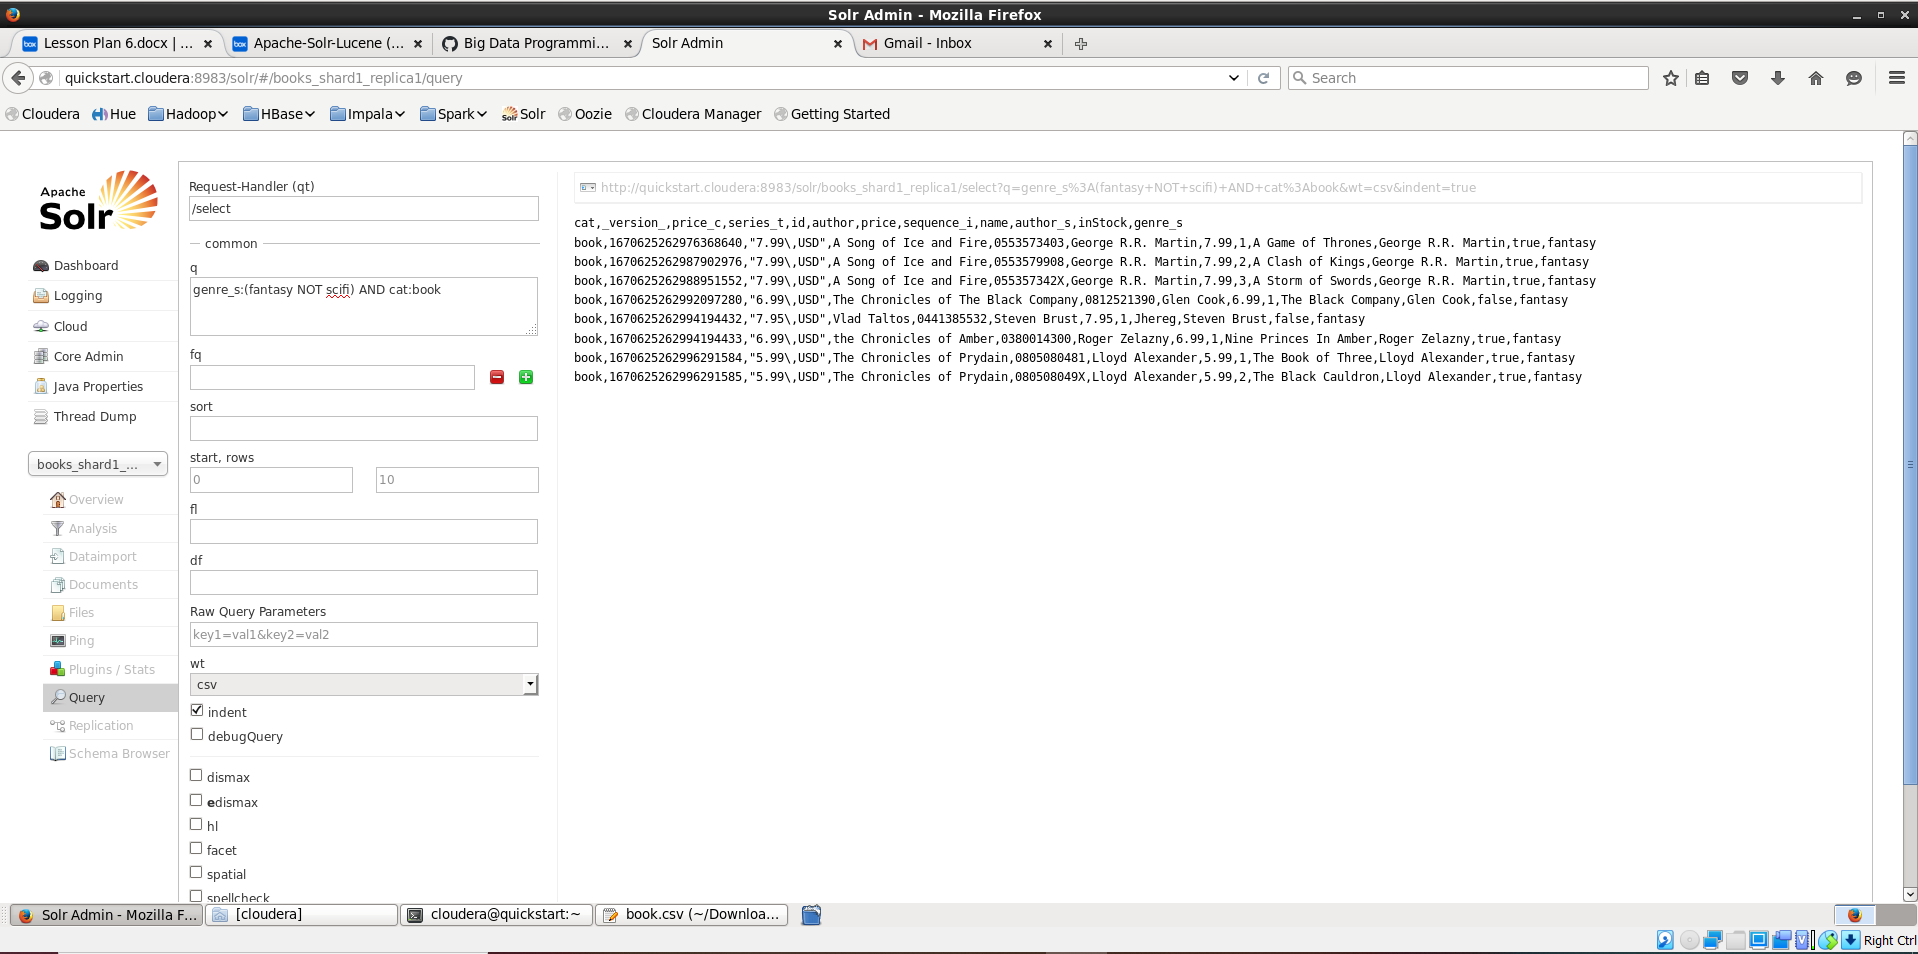 Solr Admin - Mozilla Firefox
Lesson Plan 6.docx | ...
Apache-Solr-Lucene (...
Big Data Programmi...
Solr Admin
Gmail - Inbox
quickstart.cloudera:8983/solr/#/books_shard1_replica1/query
Search
Cloudera
Hue
Hadoop
HBase
Impala
Spark
Solr
Oozie
Cloudera Manager
Getting Started
Apache
Solr
Dashboard
Logging
Cloud
Core Admin
Java Properties
Thread Dump
books_shard1_...
Overview
Analysis
Dataimport
Documents
Files
Ping
Plugins / Stats
Query
Replication
Schema Browser
Request-Handler (qt)
/select
common
q
genre_s:(fantasy NOT scifi) AND cat:book
fq
sort
start, rows
0
10
fl
df
Raw Query Parameters
key1=val1&key2=val2
wt
csv
indent
debugQuery
dismax
edismax
hl
facet
spatial
spellcheck
http://quickstart.cloudera:8983/solr/books_shard1_replica1/select?q=genre_s%3A(fantasy+NOT+scifi)+AND+cat%3Abook&wt=csv&indent=true
cat,_version_,price_c,series_t,id,author,price,sequence_i,name,author_s,inStock,genre_s
book,1670625262976368640,"7.99\,USD",A Song of Ice and Fire,0553573403,George R.R. Martin,7.99,1,A Game of Thrones,George R.R. Martin,true,fantasy
book,1670625262987902976,"7.99\,USD",A Song of Ice and Fire,0553579908,George R.R. Martin,7.99,2,A Clash of Kings,George R.R. Martin,true,fantasy
book,1670625262988951552,"7.99\,USD",A Song of Ice and Fire,055357342X,George R.R. Martin,7.99,3,A Storm of Swords,George R.R. Martin,true,fantasy
book,1670625262992097280,"6.99\,USD",The Chronicles of The Black Company,0812521390,Glen Cook,6.99,1,The Black Company,Glen Cook,false,fantasy
book,1670625262994194432,"7.95\,USD",Vlad Taltos,0441385532,Steven Brust,7.95,1,Jhereg,Steven Brust,false,fantasy
book,1670625262994194433,"6.99\,USD",the Chronicles of Amber,0380014300,Roger Zelazny,6.99,1,Nine Princes In Amber,Roger Zelazny,true,fantasy
book,1670625262996291584,"5.99\,USD",The Chronicles of Prydain,0805080481,Lloyd Alexander,5.99,1,The Book of Three,Lloyd Alexander,true,fantasy
book,1670625262996291585,"5.99\,USD",The Chronicles of Prydain,080508049X,Lloyd Alexander,5.99,2,The Black Cauldron,Lloyd Alexander,true,fantasy
Solr Admin - Mozilla F...
[cloudera]
cloudera@quickstart:~
book.csv (~/Downloa...
Right Ctrl